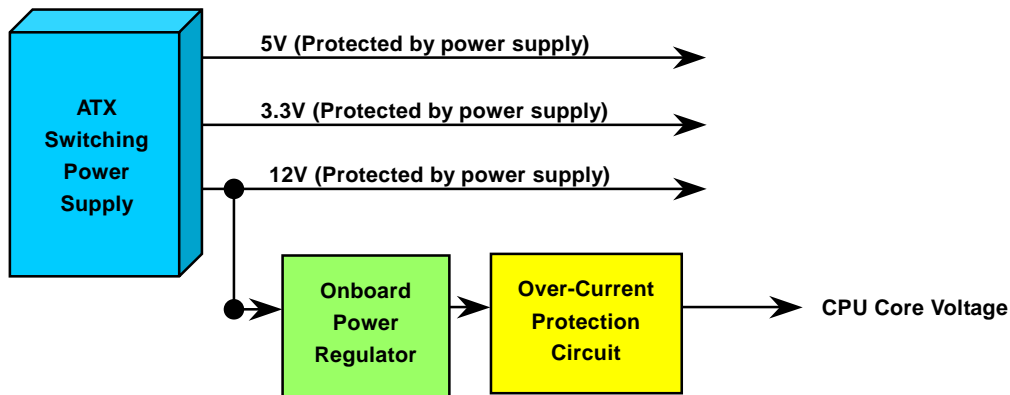 5V (Protected by power supply)
ATX
Switching
Power
Supply
3.3V (Protected by power supply)
12V (Protected by power supply)
Onboard
Power
Regulator
Over-Current
Protection
Circuit
CPU Core Voltage